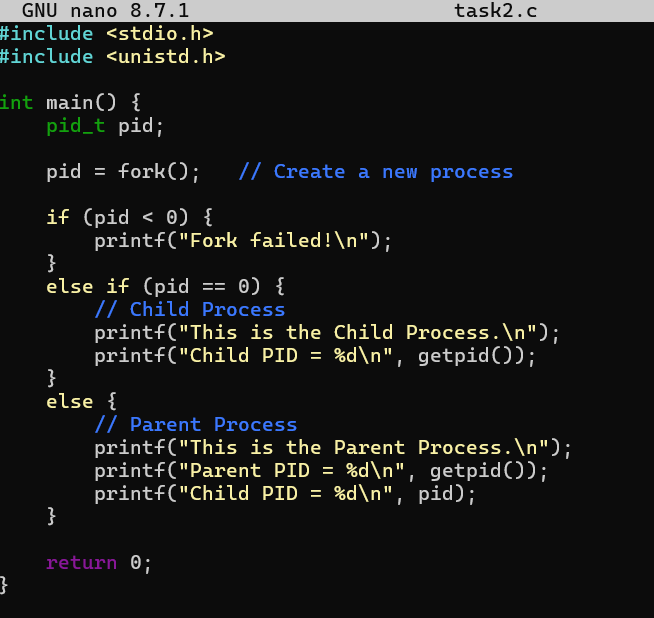 GNU nano 8.7.1 task2.c
#include <stdio.h>
#include <unistd.h>
int main() {
    pid_t pid;
    pid = fork();   // Create a new process
    if (pid < 0) {
        printf("Fork failed!\n");
    }
    else if (pid == 0) {
        // Child Process
        printf("This is the Child Process.\n");
        printf("Child PID = %d\n", getpid());
    }
    else {
        // Parent Process
        printf("This is the Parent Process.\n");
        printf("Parent PID = %d\n", getpid());
        printf("Child PID = %d\n", pid);
    }
    return 0;
}